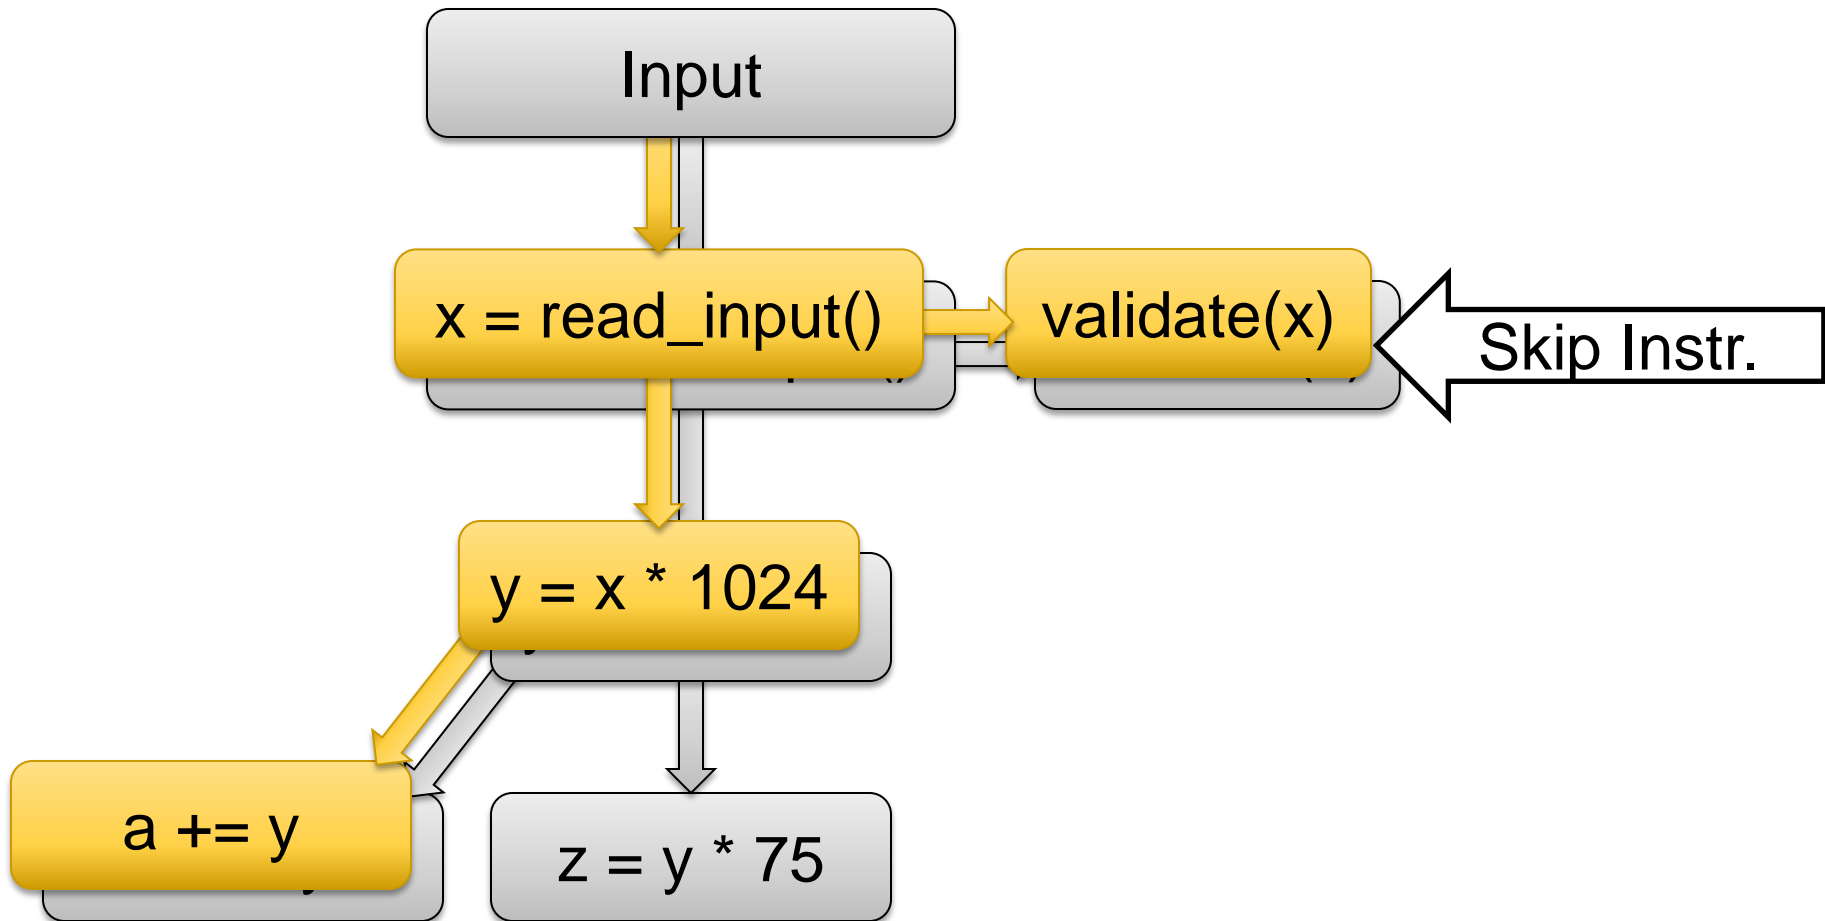 Input
x = read_input()
validate(x)
Skip Instr.
y = x * 1024
a += y
z = y * 75